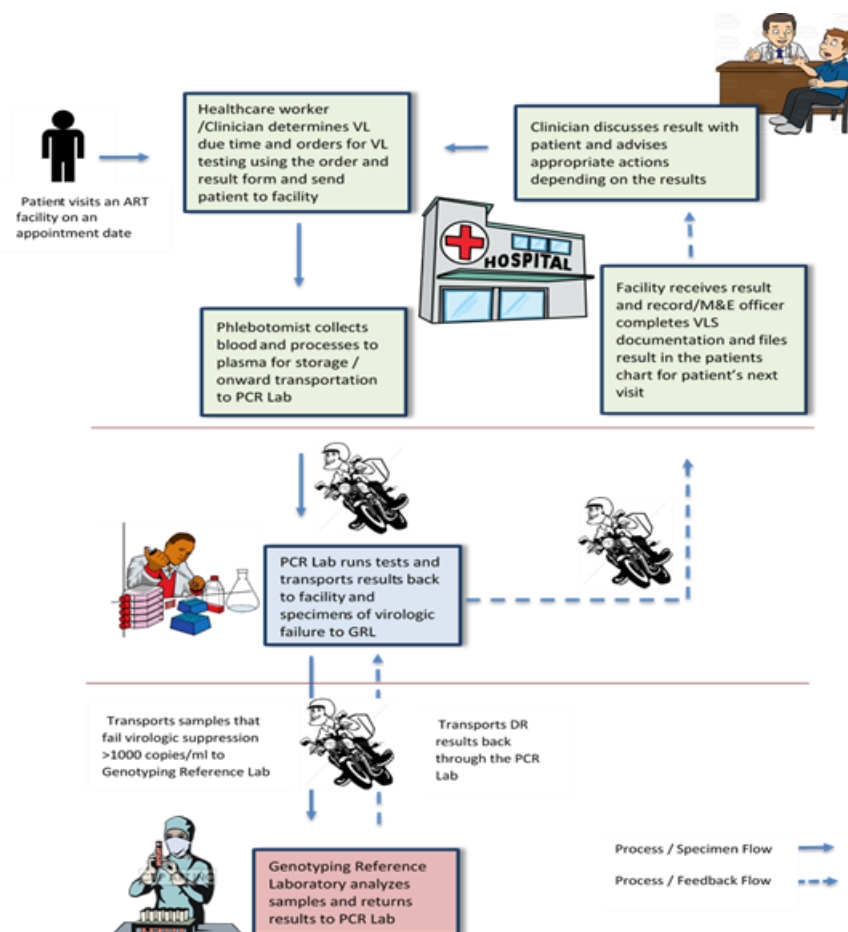 Healthcare worker
/Clinician determines VL
due time and orders for VL
testing using the order and
result form and send
patient to facility
Clinician discusses result with
patient and advises
appropriate actions
depending on the results
Patient visits an ART
facility on an
appointment date
HOSPITAL
Phlebotomist collects
blood and processes to
plasma for storage /
onward transportation
to PCR Lab
Facility receives result
and record/M&E officer
completes VLS
documentation and files
result in the patients
chart for patient's next
visit
PCR Lab runs tests and
transports results back
to facility and
specimens of virologic
failure to GRL
Transports samples that
fail virologic suppression
>1000 copies/ml to
Genotyping Reference Lab
Transports DR
results back
through the PCR
Lab
Genotyping Reference
Laboratory analyzes
samples and returns
results to PCR Lab
Process / Specimen Flow
Process / Feedback Flow